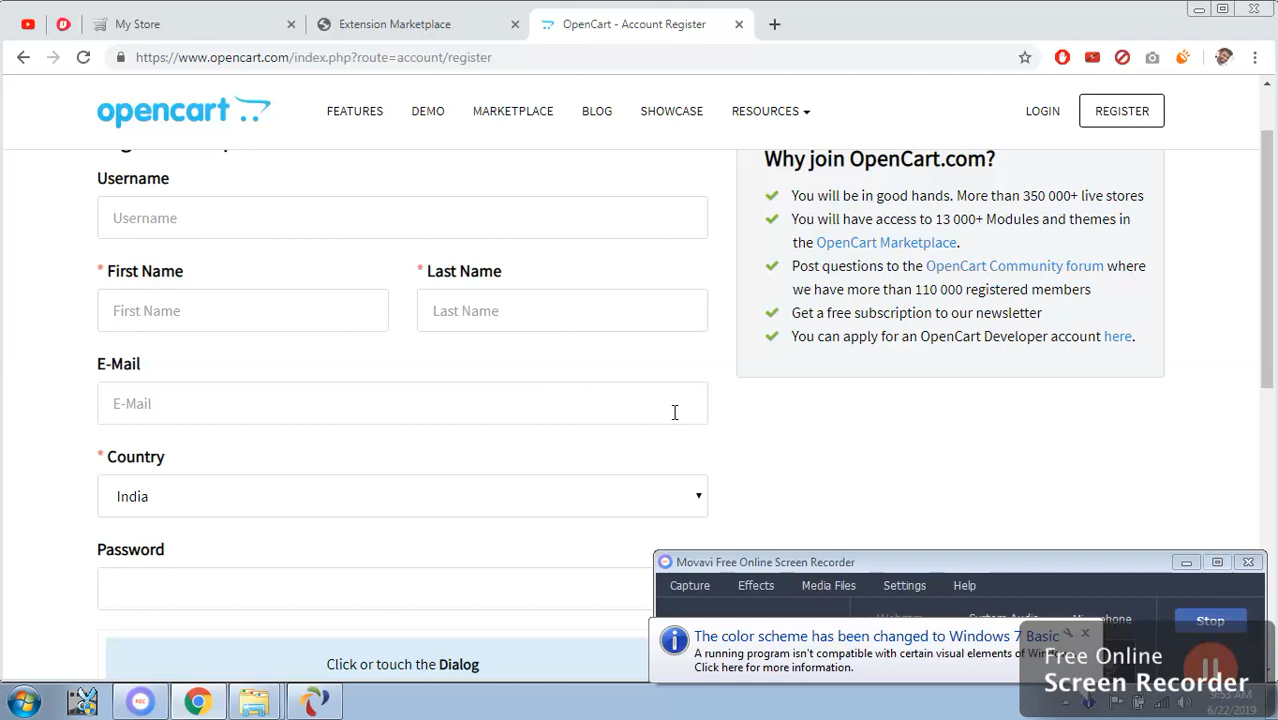 My Store
Extension Marketplace
OpenCart - Account Register
https://www.opencart.com/index.php?route=account/register
opencart
FEATURES
DEMO
MARKETPLACE
BLOG
SHOWCASE
RESOURCES
LOGIN
REGISTER
Username
Username
* First Name
* Last Name
First Name
Last Name
E-Mail
E-Mail
* Country
India
Password
Click or touch the Dialog
Why join OpenCart.com?
You will be in good hands. More than 350 000+ live stores
You will have access to 13 000+ Modules and themes in
the OpenCart Marketplace.
Post questions to the OpenCart Community forum where
we have more than 110 000 registered members
Get a free subscription to our newsletter
You can apply for an OpenCart Developer account here.
Movavi Free Online Screen Recorder
Capture
Effects
Media Files
Settings
Help
Stop
The color scheme has been changed to Windows 7 Basic
A running program isn't compatible with certain visual elements of
Click here for more information.
Free Online
Screen Recorder
REC
9:53 AM
6/22/2019